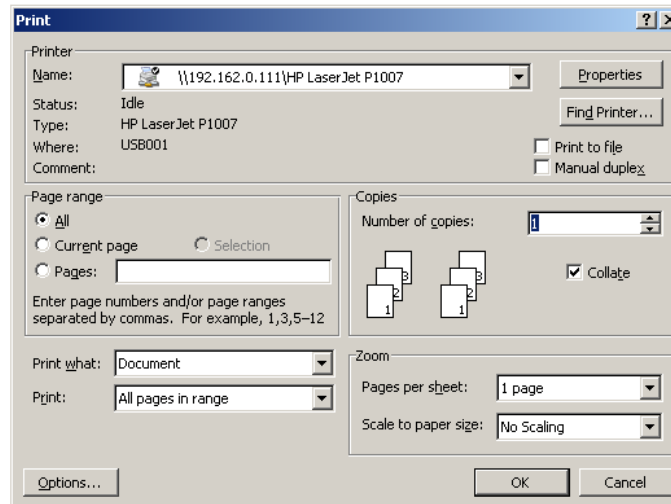 Print
Printer
Name: \\192.162.0.111\HP LaserJet P1007 Properties
Status: Idle
Type: HP LaserJet P1007 Find Printer...
Where: USB001 Print to file
Comment: Manual duplex
Page range
All
Current page Selection
Pages:
Enter page numbers and/or page ranges
separated by commas. For example, 1,3,5–12
Copies
Number of copies: 1
1 2 3 1 2 3
Collate
Print what: Document
Print: All pages in range
Zoom
Pages per sheet: 1 page
Scale to paper size: No Scaling
Options... OK Cancel